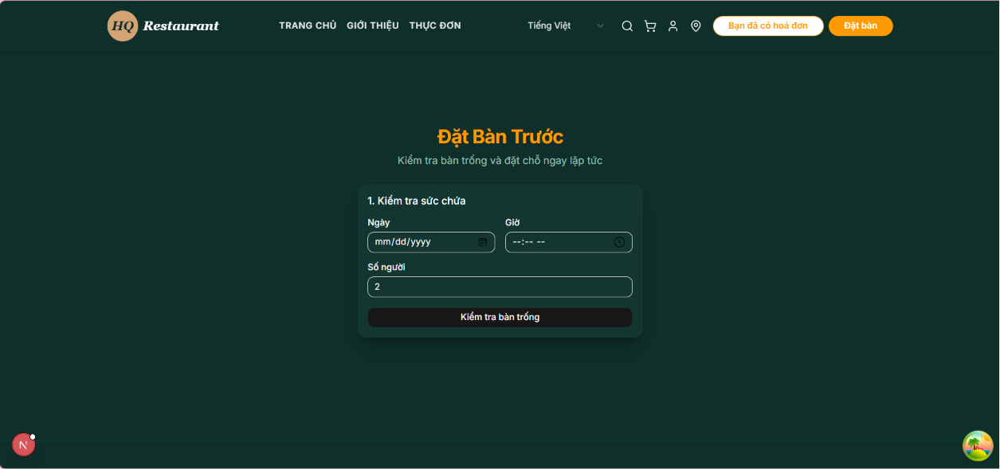 HQ Restaurant
TRANG CHỦ GIỚI THIỆU THỰC ĐƠN Tiếng Việt Bạn đã có hoá đơn Đặt bàn
Đặt Bàn Trước
Kiểm tra bàn trống và đặt chỗ ngay lập tức
1. Kiểm tra sức chứa
Ngày Giờ
mm/dd/yyyy --:-- --
Số người
2
Kiểm tra bàn trống
N